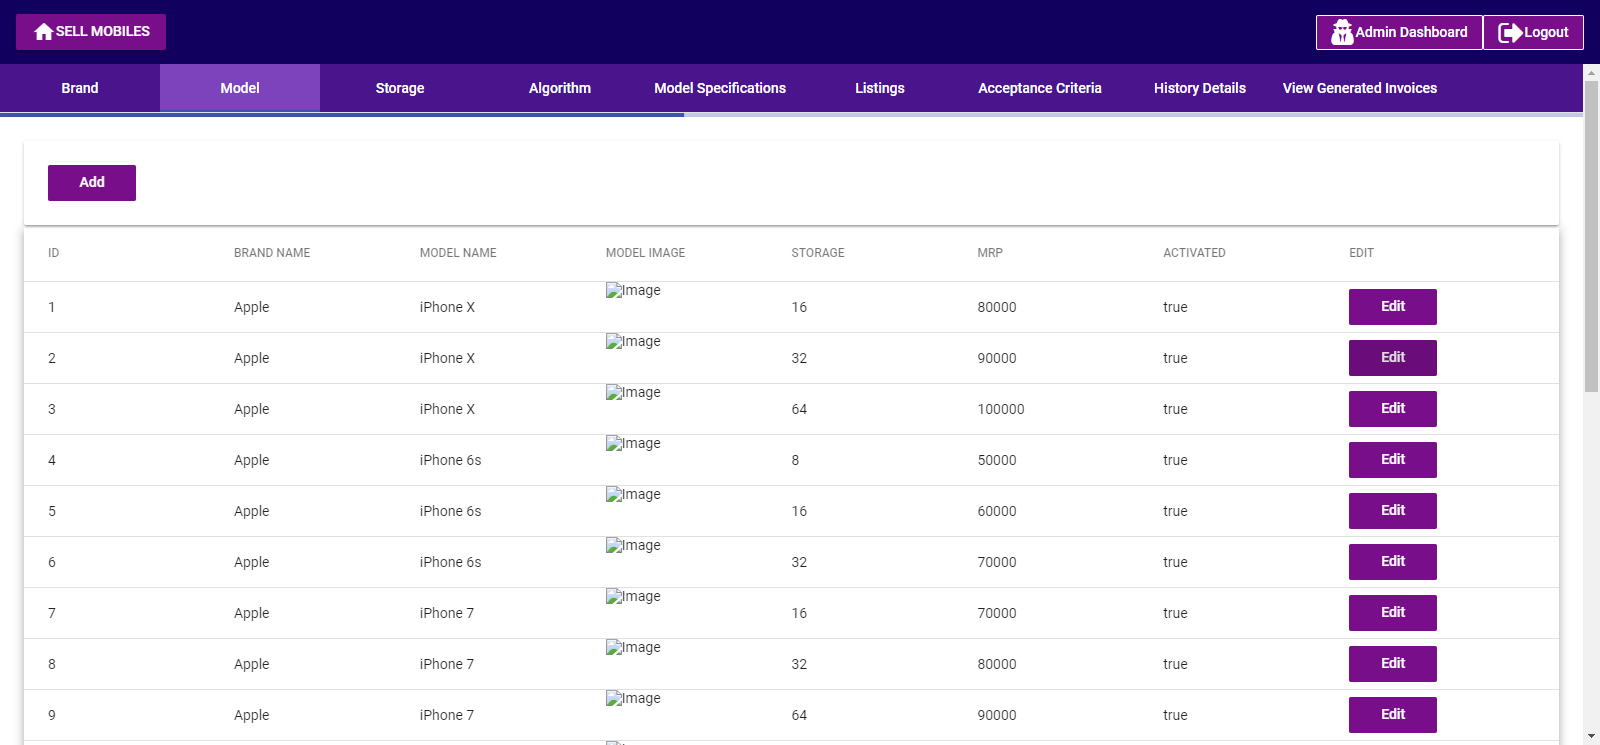 SELL MOBILES Admin Dashboard Logout
Brand Model Storage Algorithm Model Specifications Listings Acceptance Criteria History Details View Generated Invoices
Add
ID BRAND NAME MODEL NAME MODEL IMAGE STORAGE MRP ACTIVATED EDIT
1 Apple iPhone X Image 16 80000 true Edit
2 Apple iPhone X Image 32 90000 true Edit
3 Apple iPhone X Image 64 100000 true Edit
4 Apple iPhone 6s Image 8 50000 true Edit
5 Apple iPhone 6s Image 16 60000 true Edit
6 Apple iPhone 6s Image 32 70000 true Edit
7 Apple iPhone 7 Image 16 70000 true Edit
8 Apple iPhone 7 Image 32 80000 true Edit
9 Apple iPhone 7 Image 64 90000 true Edit